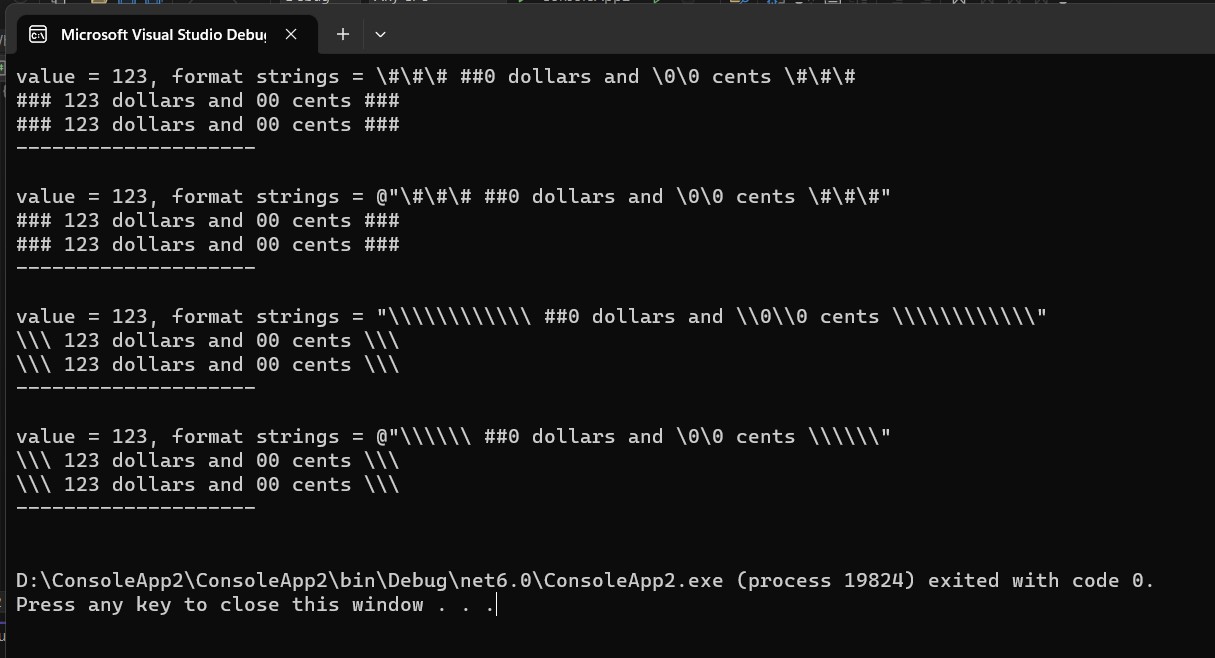 Microsoft Visual Studio Debug
value = 123, format strings = \#\#\# ##0 dollars and \0\0 cents \#\#\#
### 123 dollars and 00 cents ###
### 123 dollars and 00 cents ###
--------------------
value = 123, format strings = @"\#\#\# ##0 dollars and \0\0 cents \#\#\#"
### 123 dollars and 00 cents ###
### 123 dollars and 00 cents ###
--------------------
value = 123, format strings = "\\\\\\\\\\\\ ##0 dollars and \\0\\0 cents \\\\\\\\\\\\"
\\\ 123 dollars and 00 cents \\\
\\\ 123 dollars and 00 cents \\\
--------------------
value = 123, format strings = @"\\\\\\ ##0 dollars and \0\0 cents \\\\\\"
\\\ 123 dollars and 00 cents \\\
\\\ 123 dollars and 00 cents \\\
--------------------
D:\ConsoleApp2\ConsoleApp2\bin\Debug\net6.0\ConsoleApp2.exe (process 19824) exited with code 0.
Press any key to close this window . . .